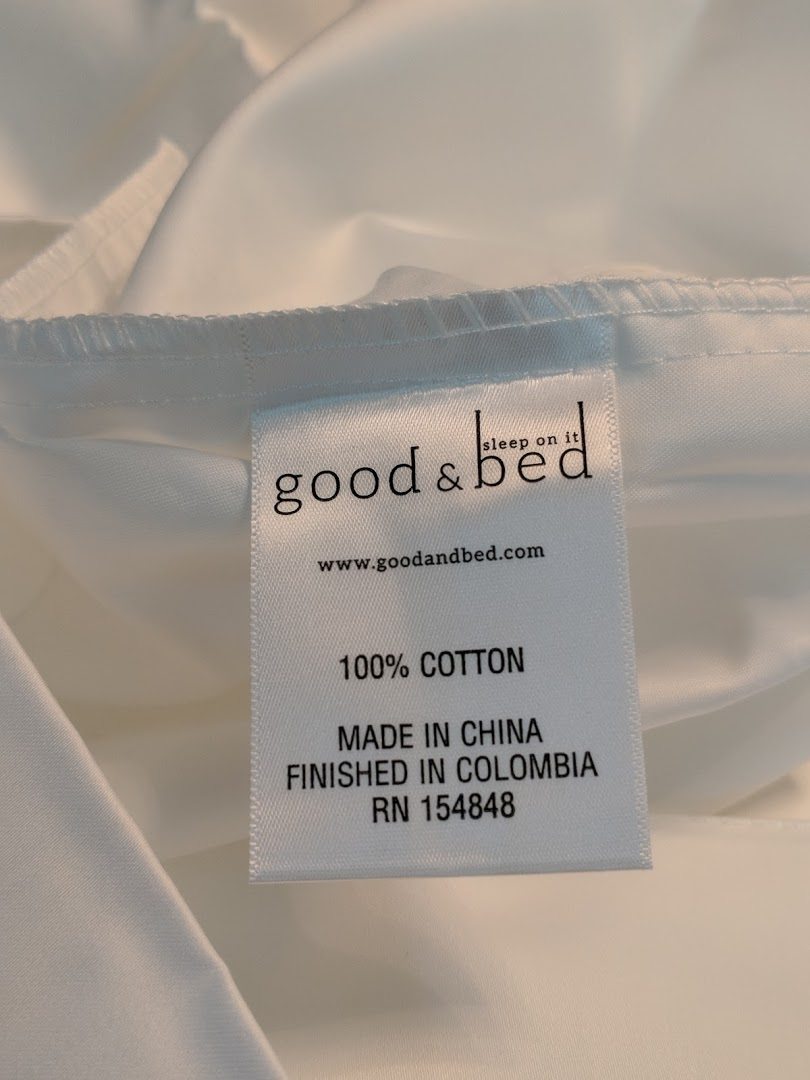 sleep on it
good & bed
www.goodandbed.com
100% COTTON
MADE IN CHINA
FINISHED IN COLOMBIA
RN 154848